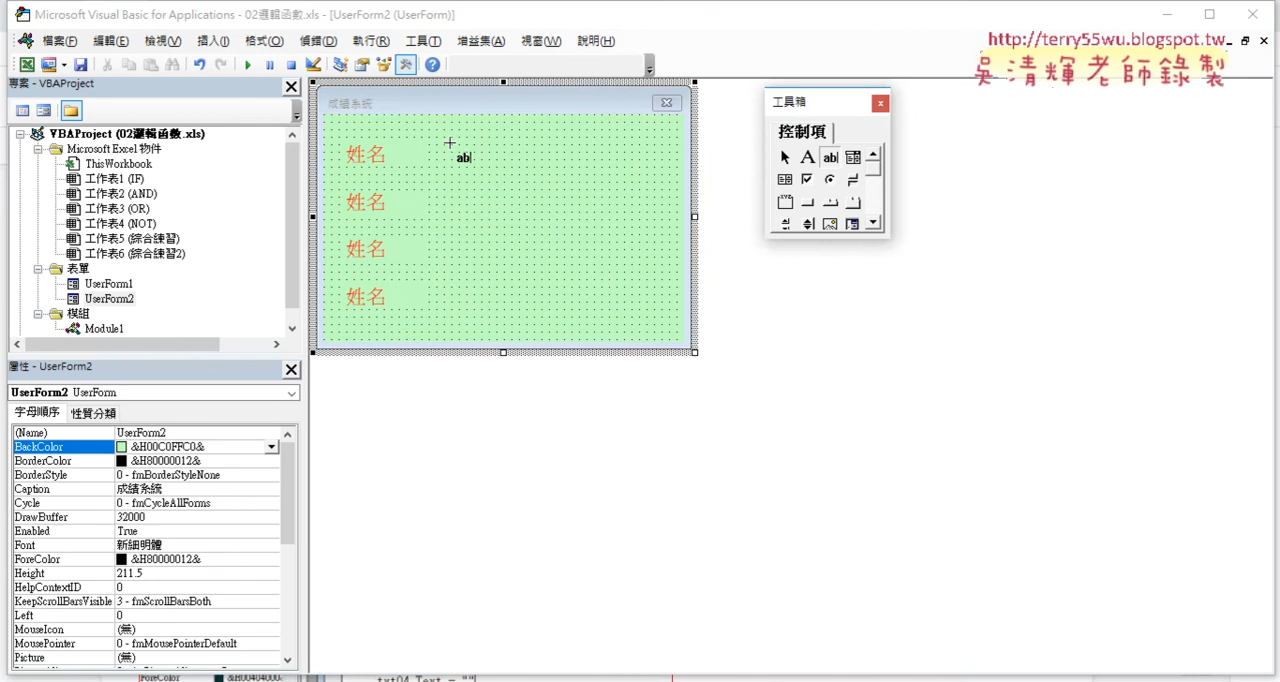 Microsoft Visual Basic for Applications - 02邏輯函數.xls - [UserForm2 (UserForm)]
檔案(F) 編輯(E) 檢視(V) 插入(I) 格式(O) 偵錯(D) 執行(R) 工具(T) 增益集(A) 視窗(W) 說明(H)
http://terry55wu.blogspot.tw
吳清輝老師錄製
專案 - VBAProject
VBAProject (02邏輯函數.xls)
Microsoft Excel 物件
ThisWorkbook
工作表1 (IF)
工作表2 (AND)
工作表3 (OR)
工作表4 (NOT)
工作表5 (綜合練習)
工作表6 (綜合練習2)
表單
UserForm1
UserForm2
模組
Module1
屬性 - UserForm2
UserForm2 UserForm
字母順序 性質分類
(Name) UserForm2
BackColor &H00C0FFC0&
BorderColor &H80000012&
BorderStyle 0 - fmBorderStyleNone
Caption 成績系統
Cycle 0 - fmCycleAllForms
DrawBuffer 32000
Enabled True
Font 新細明體
ForeColor &H80000012&
Height 211.5
HelpContextID 0
KeepScrollBarsVisible 3 - fmScrollBarsBoth
Left 0
MouseIcon (無)
MousePointer 0 - fmMousePointerDefault
Picture (無)
成績系統
姓名
ab
姓名
姓名
姓名
工具箱
控制項
A ab
XYZ
ForeColor &H00404000&
txt04.Text = ""